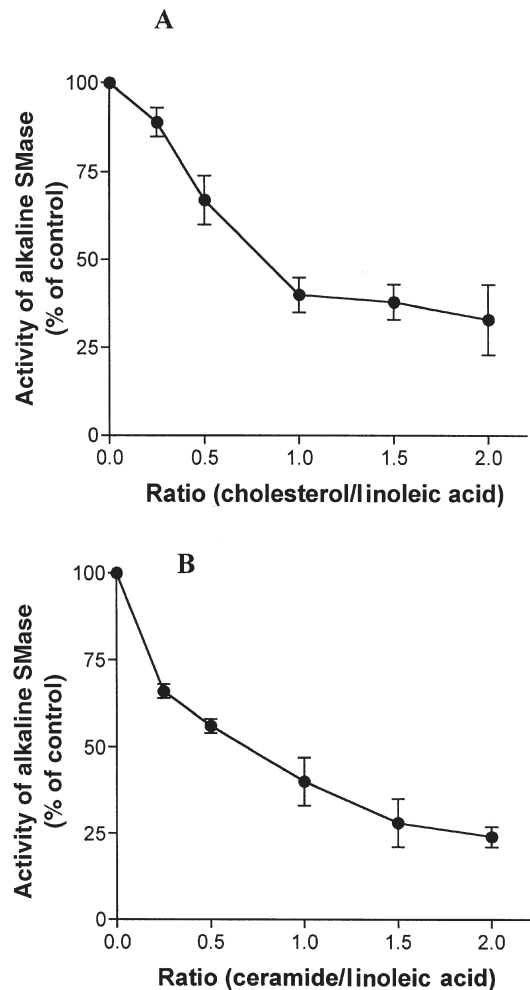 A
Activity of alkaline SMase
(% of control)
100
75
50
25
0
0.0 0.5 1.0 1.5 2.0
Ratio (cholesterol/linoleic acid)
B
Activity of alkaline SMase
(% of control)
100
75
50
25
0
0.0 0.5 1.0 1.5 2.0
Ratio (ceramide/linoleic acid)